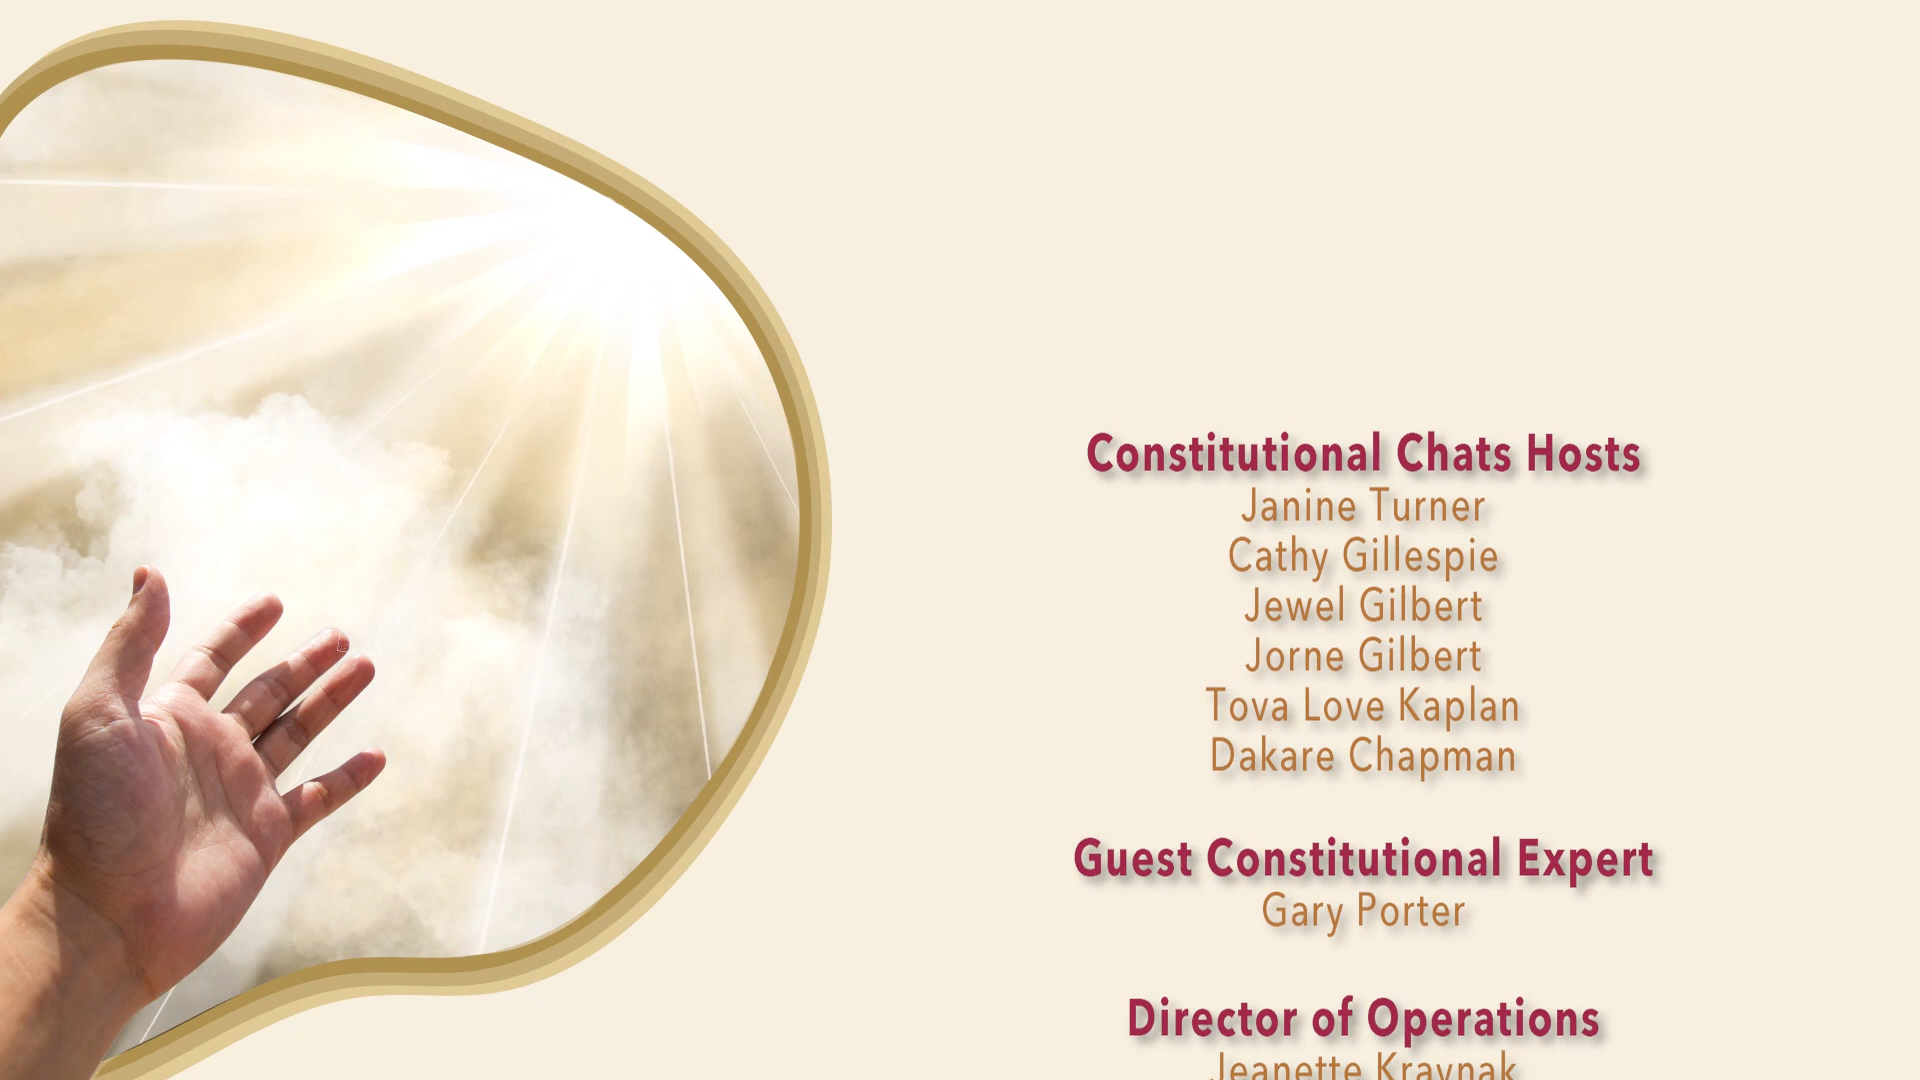 Constitutional Chats Hosts
Janine Turner
Cathy Gillespie
Jewel Gilbert
Jorne Gilbert
Tova Love Kaplan
Dakare Chapman
Guest Constitutional Expert
Gary Porter
Director of Operations
Jeanette Kraynak